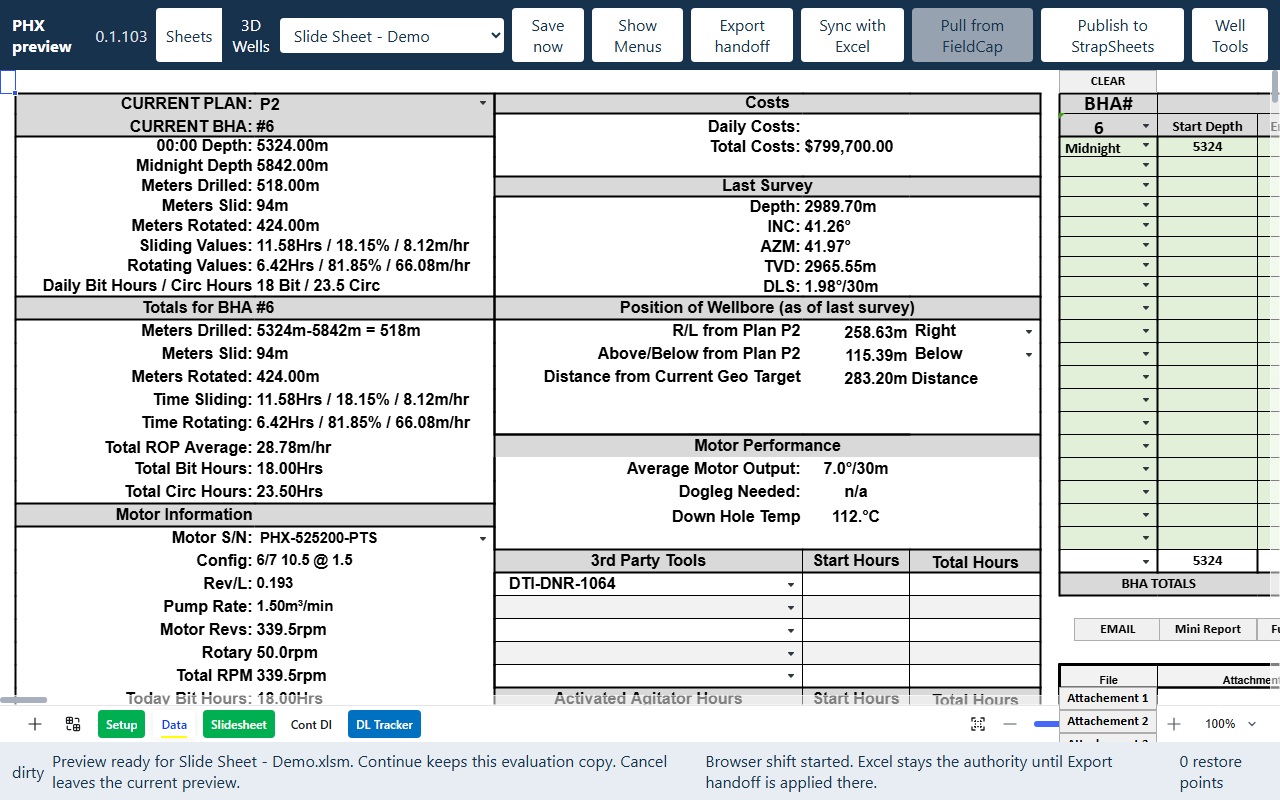 PHX preview
0.1.103
Sheets
3D Wells
Slide Sheet - Demo
Save now
Show Menus
Export handoff
Sync with Excel
Pull from FieldCap
Publish to StrapSheets
Well Tools
CLEAR
CURRENT PLAN: P2
CURRENT BHA: #6
00:00 Depth: 5324.00m
Midnight Depth 5842.00m
Meters Drilled: 518.00m
Meters Slid: 94m
Meters Rotated: 424.00m
Sliding Values: 11.58Hrs / 18.15% / 8.12m/hr
Rotating Values: 6.42Hrs / 81.85% / 66.08m/hr
Daily Bit Hours / Circ Hours 18 Bit / 23.5 Circ
Totals for BHA #6
Meters Drilled: 5324m-5842m = 518m
Meters Slid: 94m
Meters Rotated: 424.00m
Time Sliding: 11.58Hrs / 18.15% / 8.12m/hr
Time Rotating: 6.42Hrs / 81.85% / 66.08m/hr
Total ROP Average: 28.78m/hr
Total Bit Hours: 18.00Hrs
Total Circ Hours: 23.50Hrs
Motor Information
Motor S/N: PHX-525200-PTS
Config: 6/7 10.5 @ 1.5
Rev/L: 0.193
Pump Rate: 1.50m³/min
Motor Revs: 339.5rpm
Rotary 50.0rpm
Total RPM 339.5rpm
Today Bit Hours: 18.00Hrs
Costs
Daily Costs:
Total Costs: $799,700.00
Last Survey
Depth: 2989.70m
INC: 41.26°
AZM: 41.97°
TVD: 2965.55m
DLS: 1.98°/30m
Position of Wellbore (as of last survey)
R/L from Plan P2 258.63m Right
Above/Below from Plan P2 115.39m Below
Distance from Current Geo Target 283.20m Distance
Motor Performance
Average Motor Output: 7.0°/30m
Dogleg Needed: n/a
Down Hole Temp 112.°C
3rd Party Tools Start Hours Total Hours
DTI-DNR-1064
Activated Agitator Hours Start Hours Total Hours
BHA#
6 Start Depth
Midnight 5324
5324
BHA TOTALS
EMAIL Mini Report
File
Attachement 1
Attachement 2
Setup
Data
Slidesheet
Cont DI
DL Tracker
100%
dirty
Preview ready for Slide Sheet - Demo.xlsm. Continue keeps this evaluation copy. Cancel
leaves the current preview.
Browser shift started. Excel stays the authority until Export
handoff is applied there.
0 restore
points